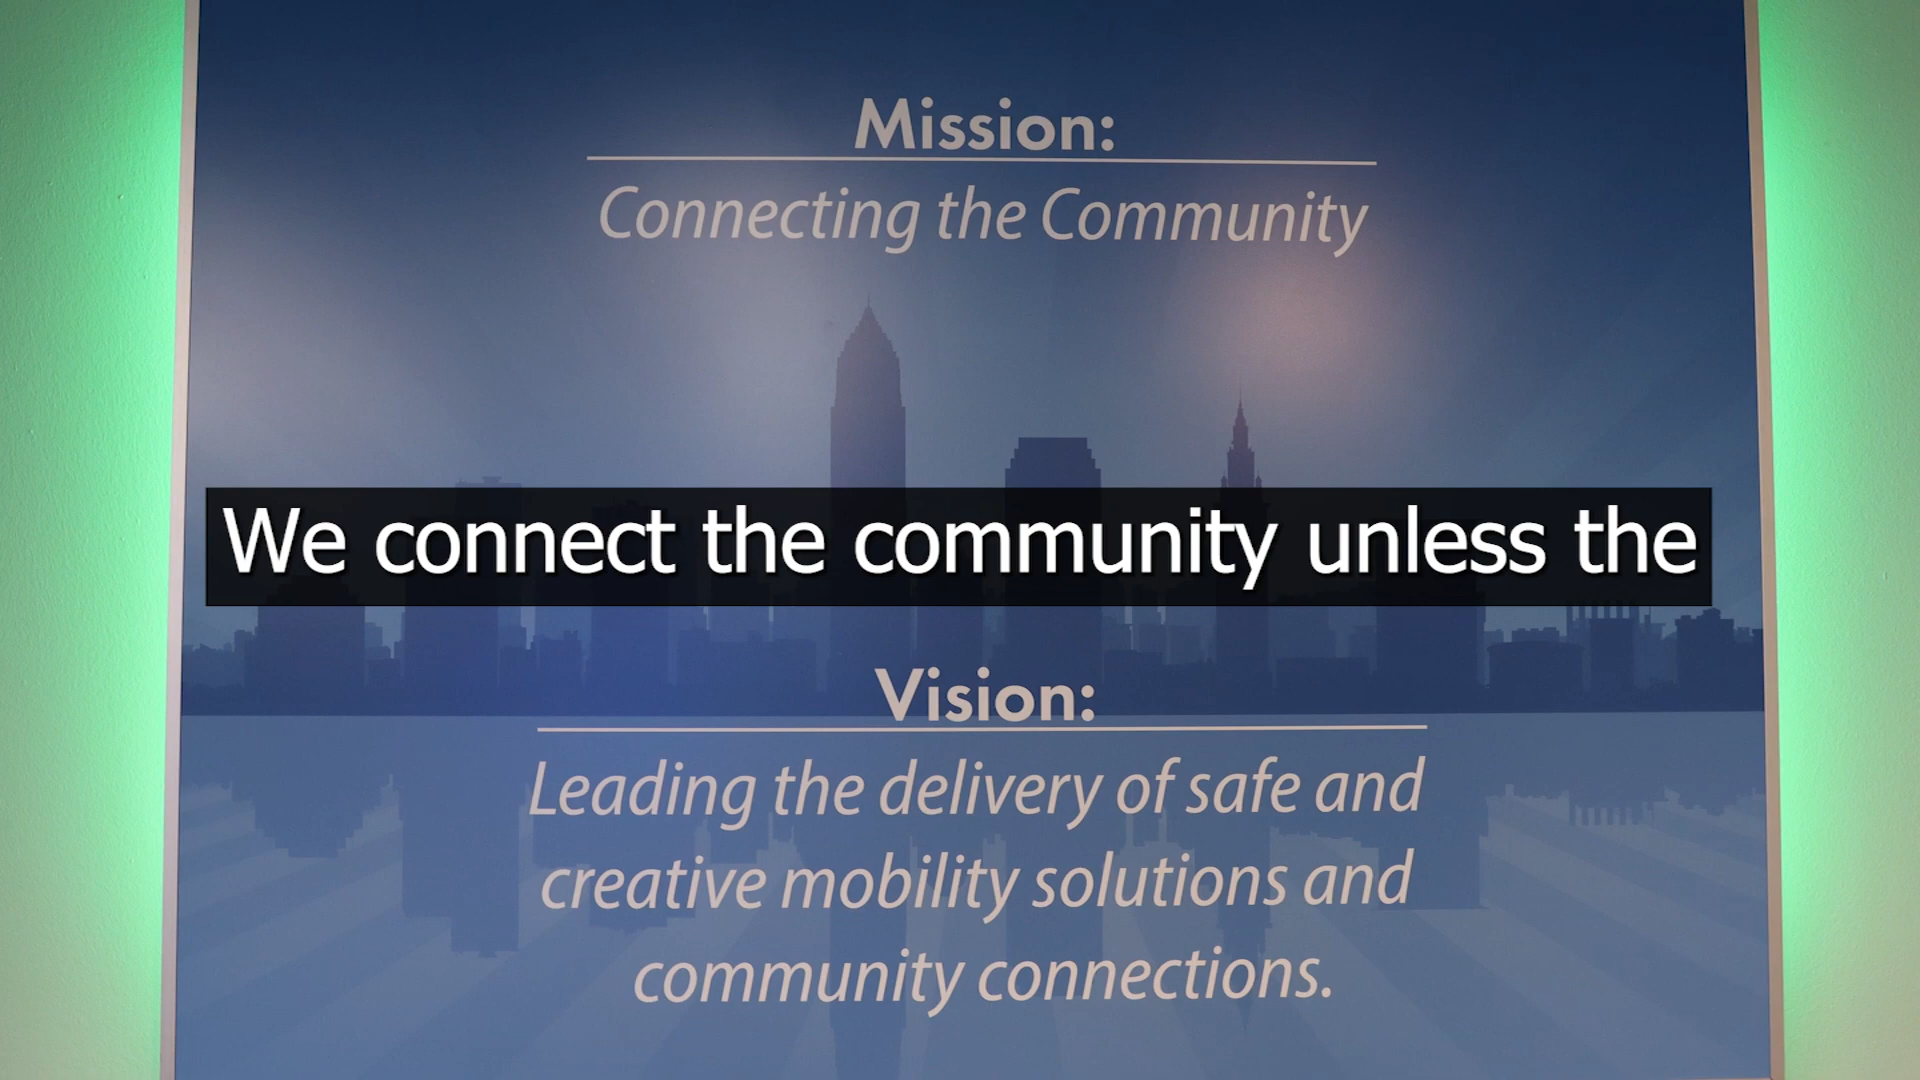 Mission:
Connecting the Community
We connect the community unless the
Vision:
Leading the delivery of safe and
creative mobility solutions and
community connections.